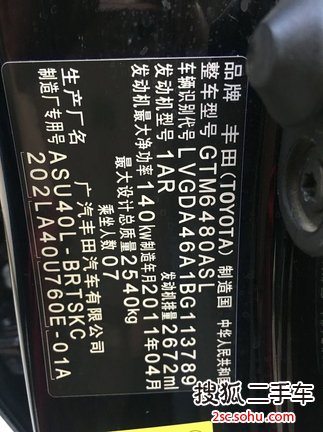 品牌 丰田(TOYOTA) 制造国 中华人民共和国
整车型号 GTM6480ASL
车辆识别代号 LVGDA46A1BG113789
发动机型号 1AR 发动机排量 2672ml
发动机最大净功率 140kW 制造年月 2011年04月
最大设计总质量 2540kg
乘坐人数 07
生产厂名 广汽丰田汽车有限公司
制造厂专用号 ASU40L-BRTSKC
202LA40U760E-01A
搜狐二手车
2sc.sohu.com